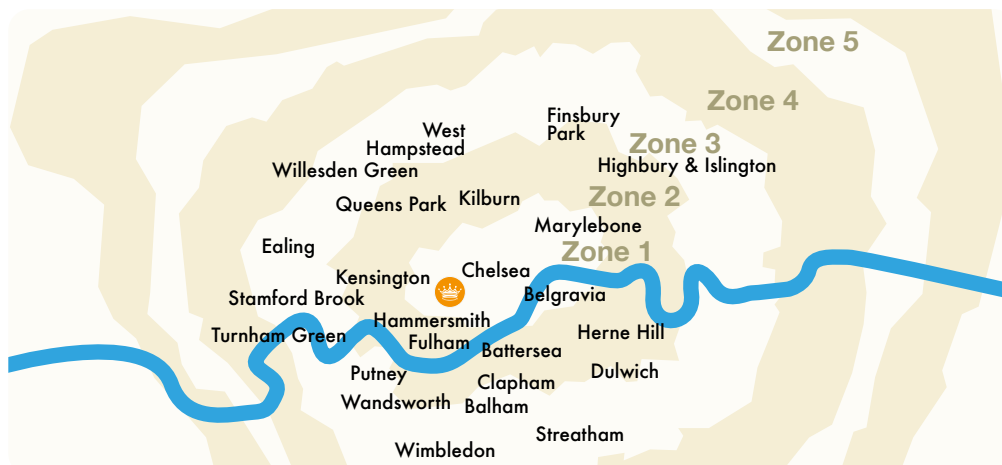 Zone 5
Zone 4
Finsbury
Park
West
Hampstead
Zone 3
Highbury & Islington
Willesden Green
Queens Park
Kilburn
Zone 2
Marylebone
Ealing
Zone 1
Kensington
Chelsea
Stamford Brook
Belgravia
Turnham Green
Hammersmith
Fulham
Herne Hill
Battersea
Putney
Dulwich
Clapham
Wandsworth
Balham
Streatham
Wimbledon